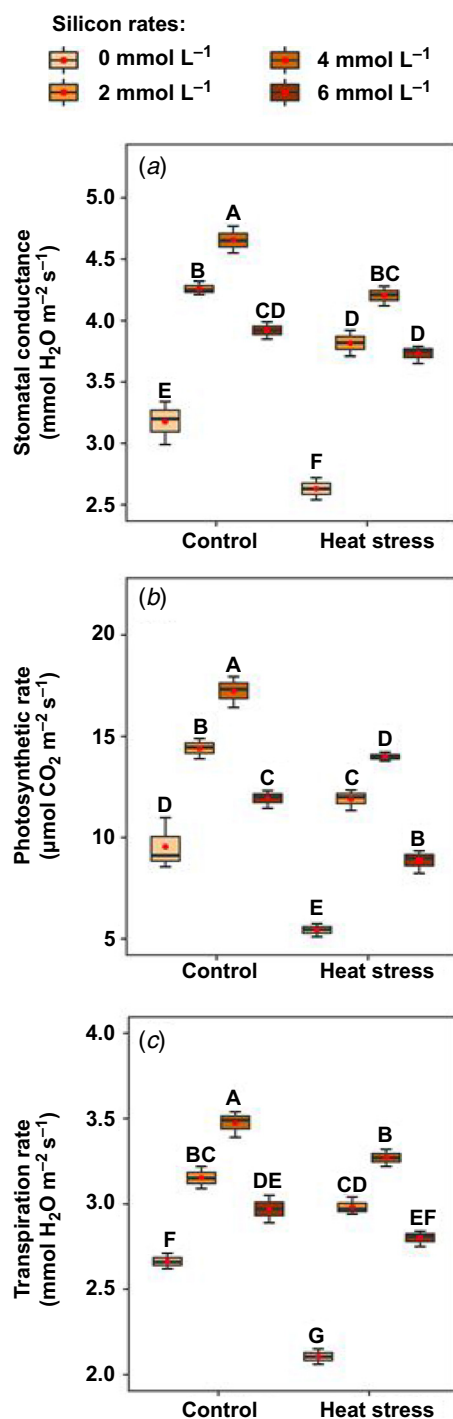 Silicon rates:
0 mmol L⁻¹ 4 mmol L⁻¹
2 mmol L⁻¹ 6 mmol L⁻¹
(a)
Stomatal conductance
(mmol H₂O m⁻² s⁻¹)
5.0
4.5
4.0
3.5
3.0
2.5
E B A CD F D BC D
Control Heat stress
(b)
Photosynthetic rate
(µmol CO₂ m⁻² s⁻¹)
20
15
10
5
D B A C E C D B
Control Heat stress
(c)
Transpiration rate
(mmol H₂O m⁻² s⁻¹)
4.0
3.5
3.0
2.5
2.0
F BC A DE G CD B EF
Control Heat stress